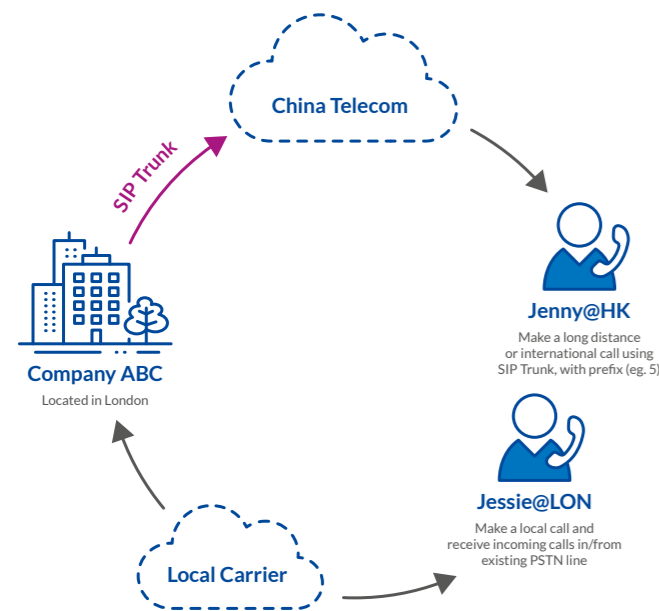 China Telecom
SIP Trunk
Jenny@HK
Make a long distance
or international call using
SIP Trunk, with prefix (eg. 5)
Company ABC
Located in London
Jessie@LON
Make a local call and
receive incoming calls in/from
existing PSTN line
Local Carrier